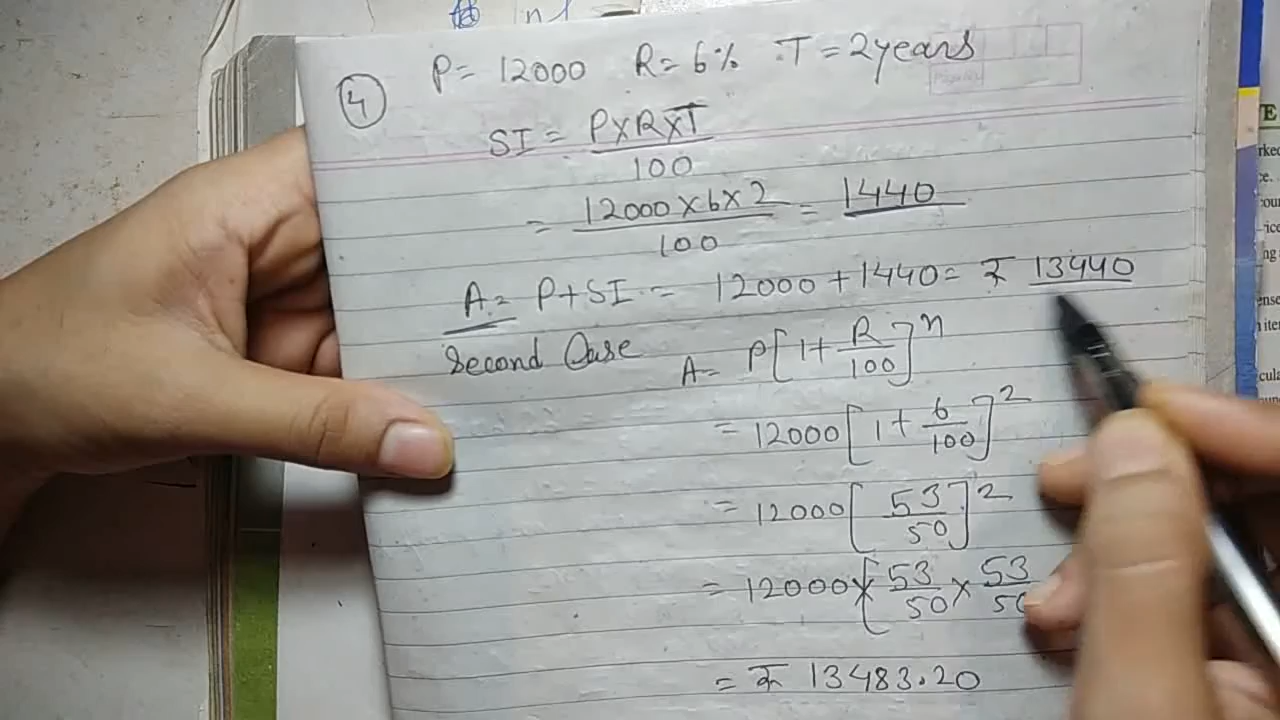 ④ P = 12000 R = 6% T = 2 years
SI = P×R×T
100
= 12000×6×2 = 1440
100
A = P+SI = 12000+1440 = ₹ 13440
Second Case A = P[1+R/100]^n
= 12000[1+6/100]^2
= 12000[53/50]^2
= 12000×[53/50×53/50
= ₹ 13483.20